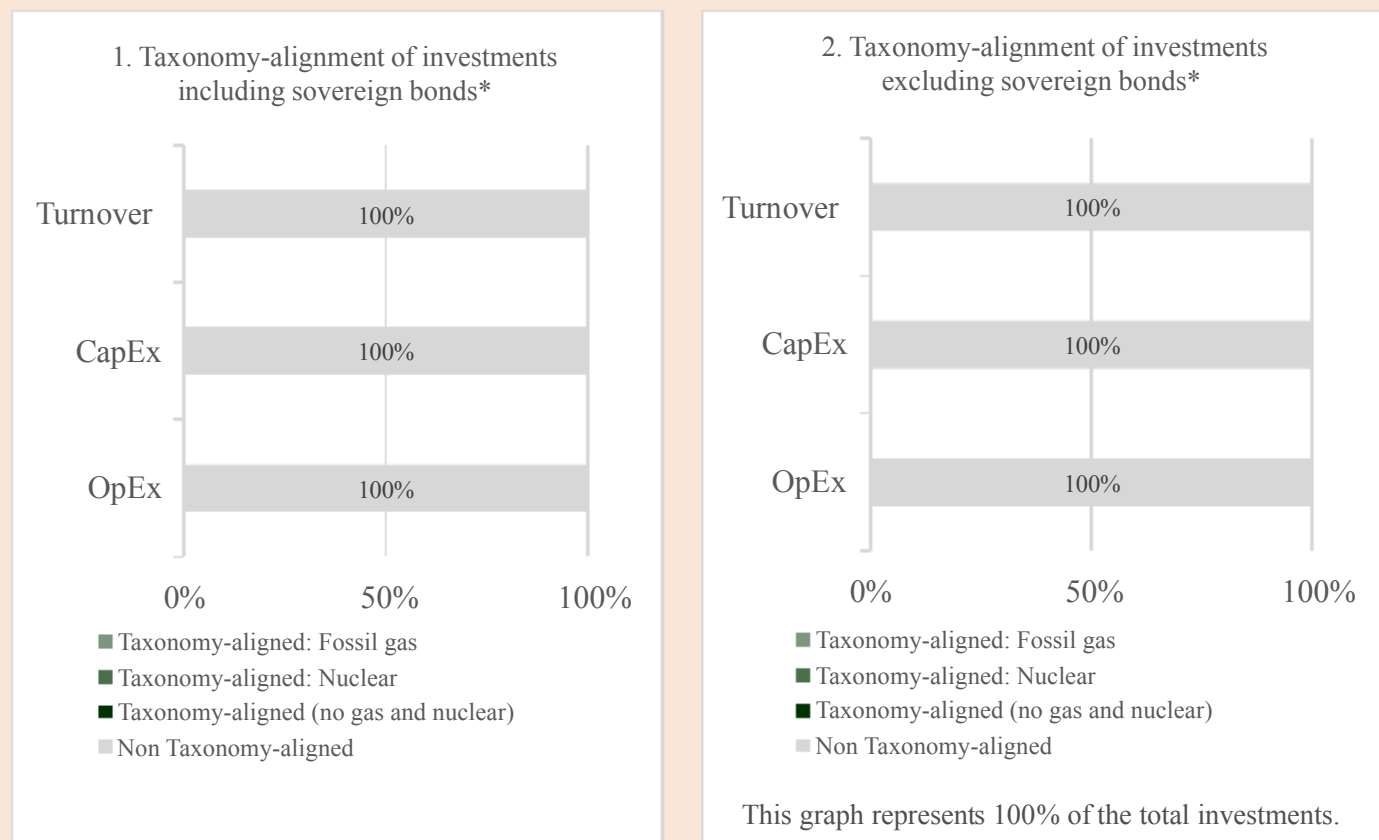 1. Taxonomy-alignment of investments
including sovereign bonds*
Turnover
100%
CapEx
100%
OpEx
100%
0% 50% 100%
Taxonomy-aligned: Fossil gas
Taxonomy-aligned: Nuclear
Taxonomy-aligned (no gas and nuclear)
Non Taxonomy-aligned
2. Taxonomy-alignment of investments
excluding sovereign bonds*
Turnover
100%
CapEx
100%
OpEx
100%
0% 50% 100%
Taxonomy-aligned: Fossil gas
Taxonomy-aligned: Nuclear
Taxonomy-aligned (no gas and nuclear)
Non Taxonomy-aligned
This graph represents 100% of the total investments.